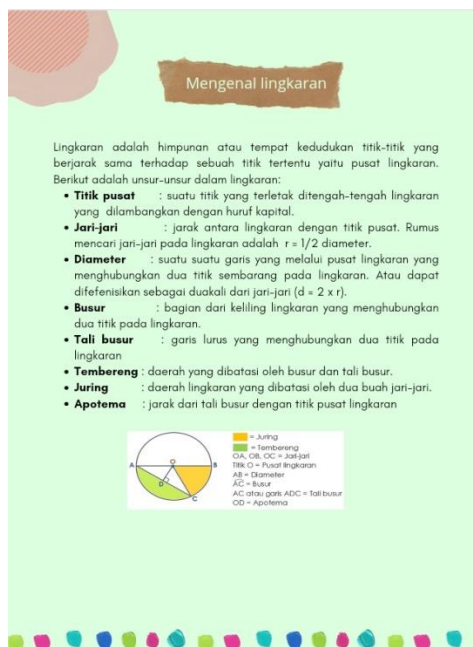 Mengenal lingkaran
Lingkaran adalah himpunan atau tempat kedudukan titik-titik yang
berjarak sama terhadap sebuah titik tertentu yaitu pusat lingkaran.
Berikut adalah unsur-unsur dalam lingkaran:
• Titik pusat : suatu titik yang terletak ditengah-tengah lingkaran
yang dilambangkan dengan huruf kapital.
• Jari-jari : jarak antara lingkaran dengan titik pusat. Rumus
mencari jari-jari pada lingkaran adalah r = 1/2 diameter.
• Diameter : suatu suatu garis yang melalui pusat lingkaran yang
menghubungkan dua titik sembarang pada lingkaran. Atau dapat
difefenisikan sebagai duakali dari jari-jari (d = 2 x r).
• Busur : bagian dari keliling lingkaran yang menghubungkan
dua titik pada lingkaran.
• Tali busur : garis lurus yang menghubungkan dua titik pada
lingkaran
• Tembereng : daerah yang dibatasi oleh busur dan tali busur.
• Juring : daerah lingkaran yang dibatasi oleh dua buah jari-jari.
• Apotema : jarak dari tali busur dengan titik pusat lingkaran
A O B
D C
= Juring
= Tembereng
OA, OB, OC = Jari-jari
Titik O = Pusat lingkaran
AB = Diameter
AC = Busur
AC atau garis ADC = Tali busur
OD = Apotema